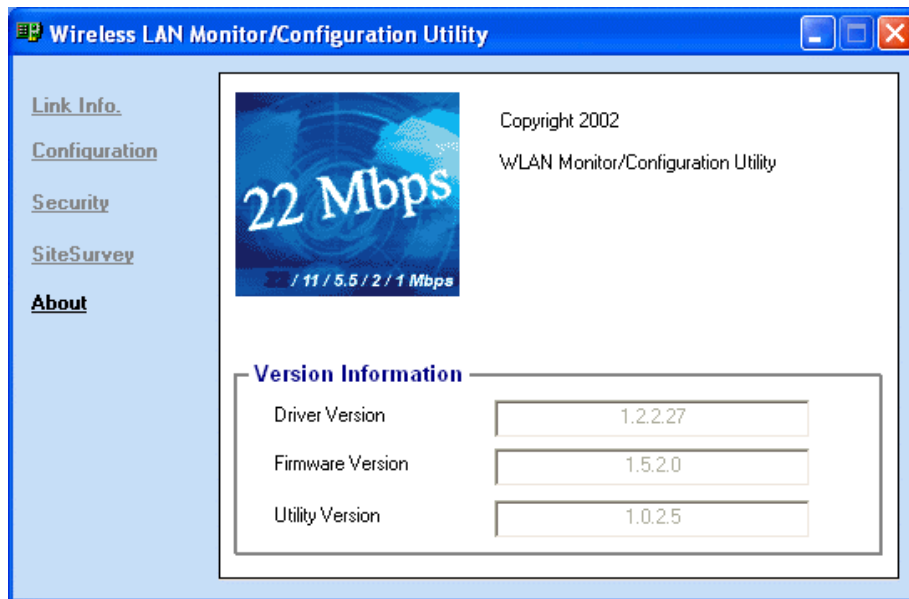 Wireless LAN Monitor/Configuration Utility
Link Info.
Configuration
Security
SiteSurvey
About
22 Mbps
/ 11 / 5.5 / 2 / 1 Mbps
Copyright 2002
WLAN Monitor/Configuration Utility
Version Information
Driver Version 1.2.2.27
Firmware Version 1.5.2.0
Utility Version 1.0.2.5